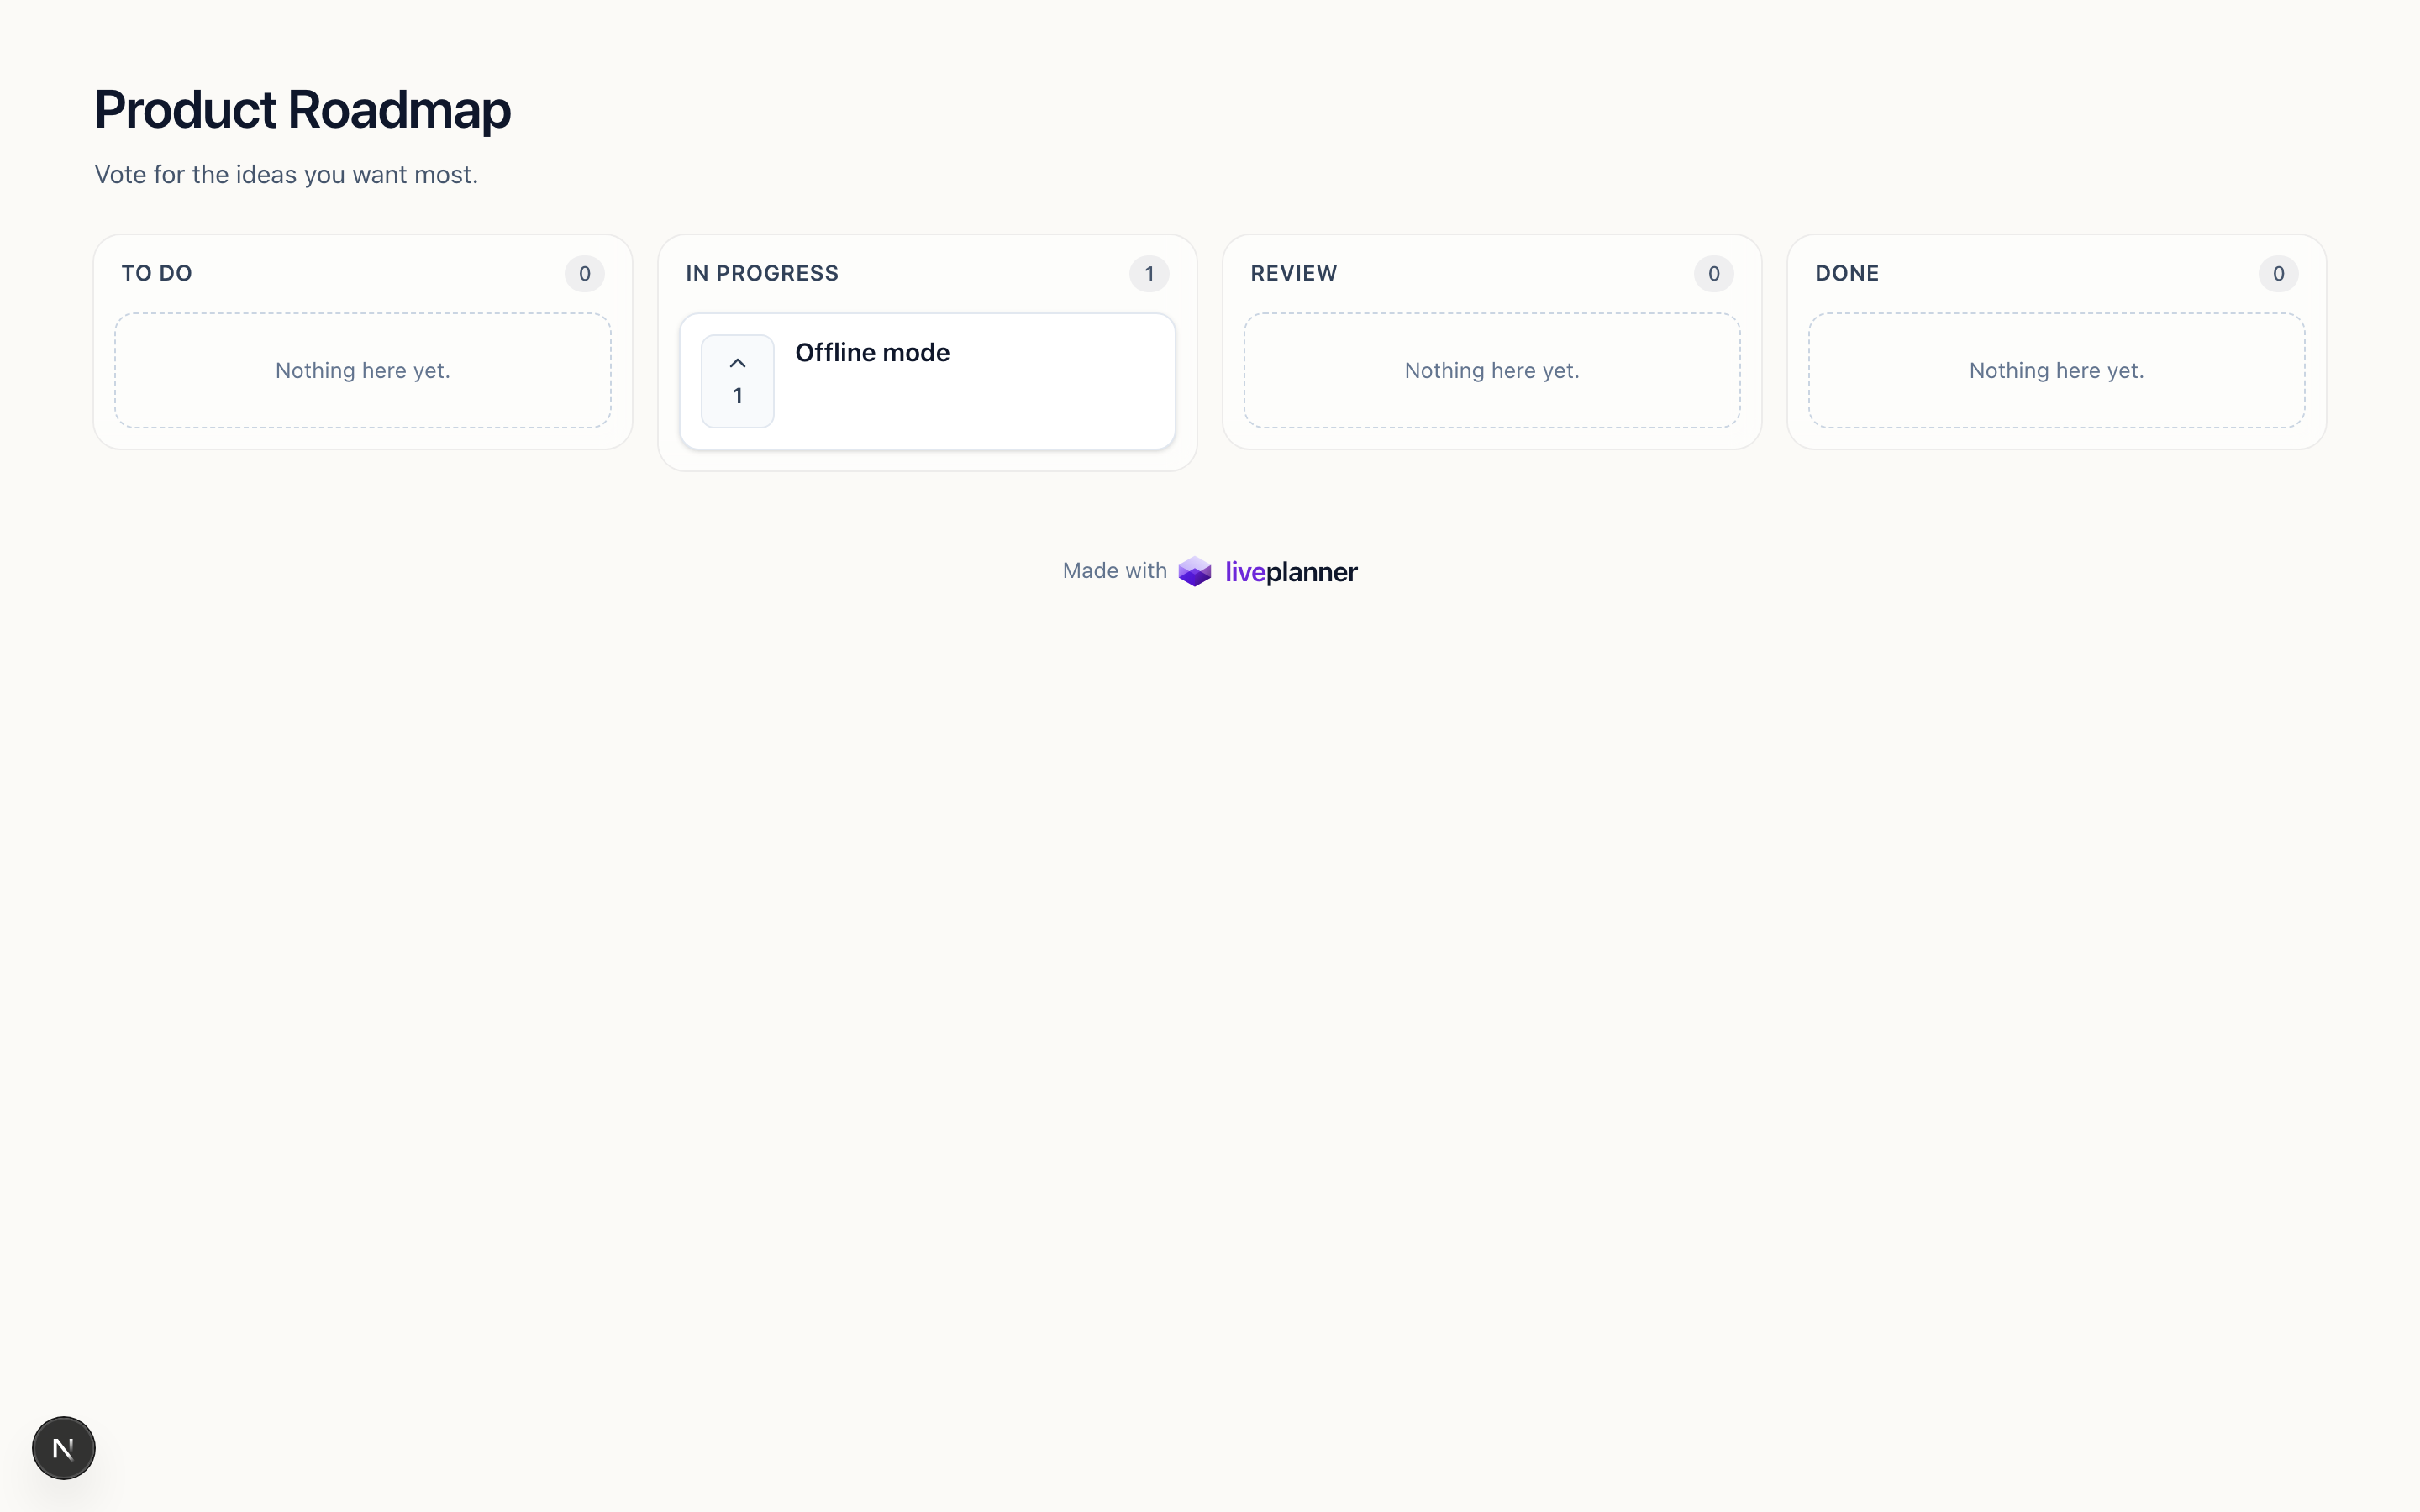 Product Roadmap
Vote for the ideas you want most.
TO DO 0
Nothing here yet.
IN PROGRESS 1
Offline mode
1
REVIEW 0
Nothing here yet.
DONE 0
Nothing here yet.
Made with liveplanner
N